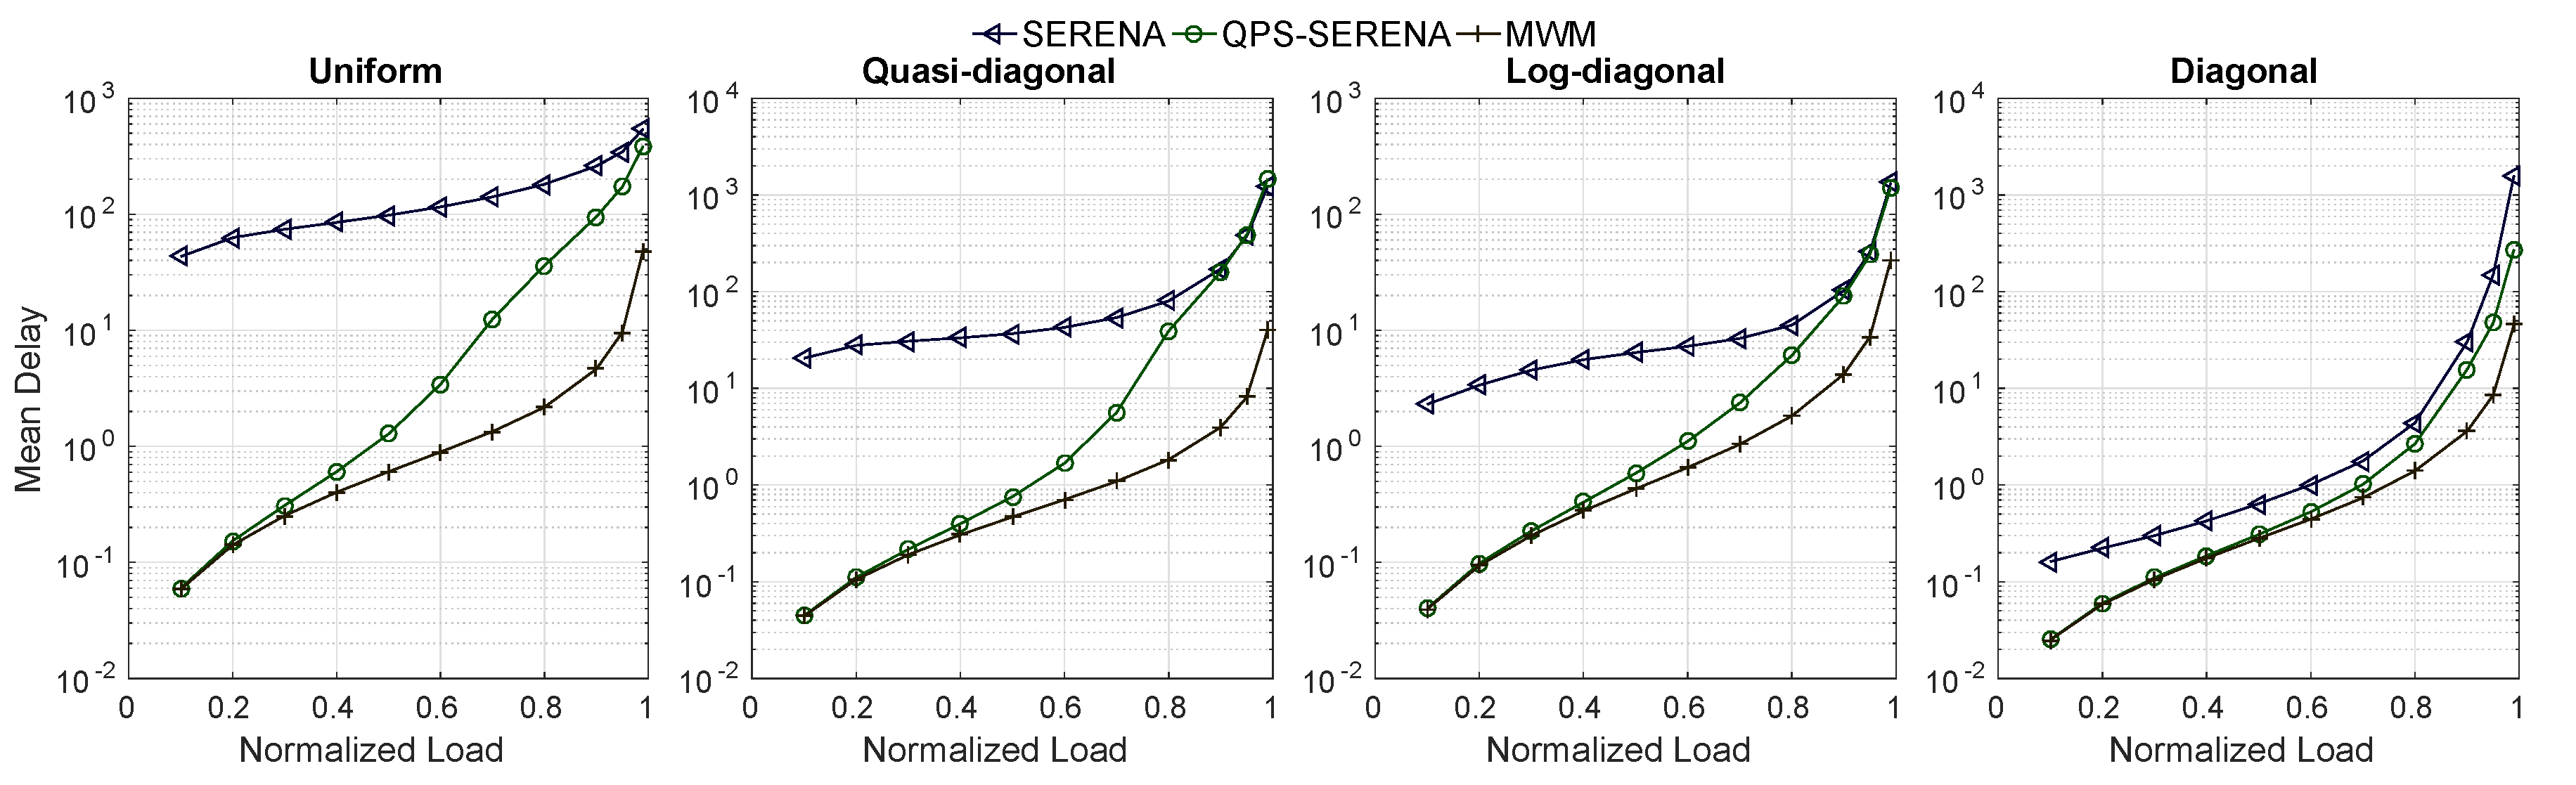 SERENA QPS-SERENA MWM
Uniform Quasi-diagonal Log-diagonal Diagonal
Mean Delay
10^3
10^2
10^1
10^0
10^-1
10^-2
0 0.2 0.4 0.6 0.8 1
Normalized Load
10^4
10^3
10^2
10^1
10^0
10^-1
10^-2
0 0.2 0.4 0.6 0.8 1
Normalized Load
10^3
10^2
10^1
10^0
10^-1
10^-2
0 0.2 0.4 0.6 0.8 1
Normalized Load
10^4
10^3
10^2
10^1
10^0
10^-1
10^-2
0 0.2 0.4 0.6 0.8 1
Normalized Load